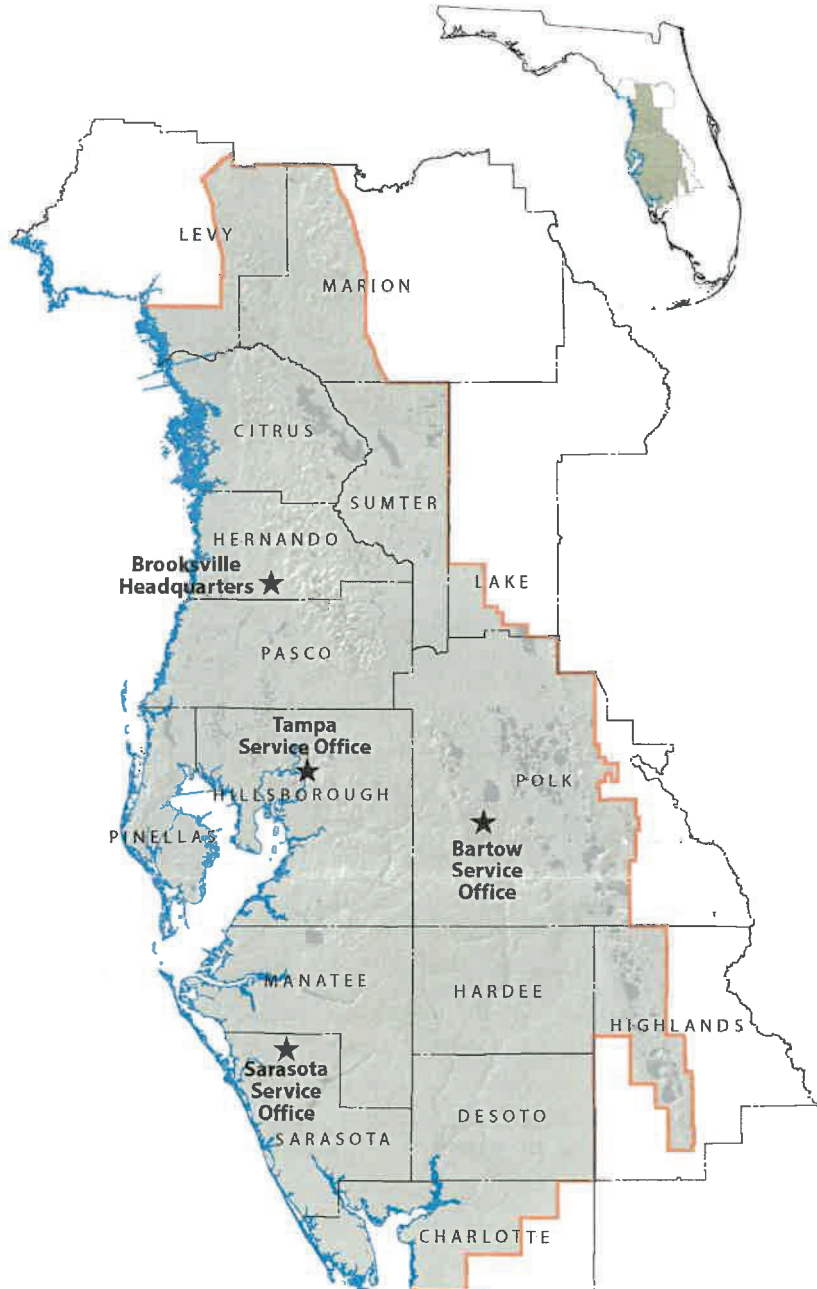 LEVY
MARION
CITRUS
SUMTER
HERNANDO
Brooksville
Headquarters
LAKE
PASCO
Tampa
Service Office
HILLSBOROUGH
POLK
PINELLAS
Bartow
Service
Office
MANATEE
HARDEE
HIGHLANDS
Sarasota
Service
Office
DESOTO
SARASOTA
CHARLOTTE